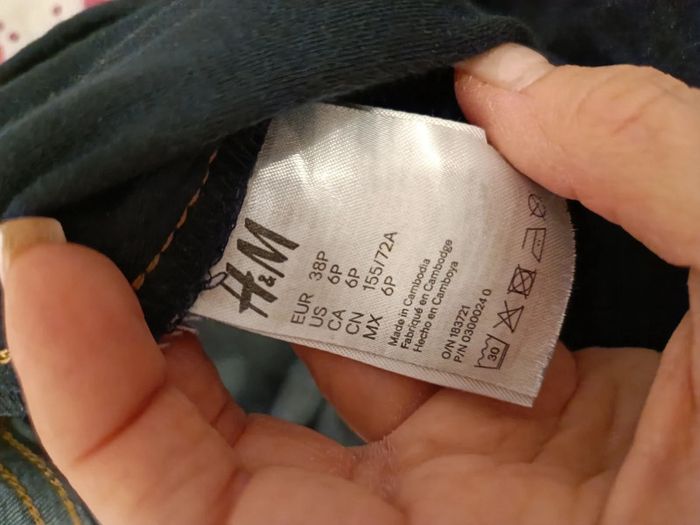 H&M
EUR 38P
US 6P
CA 6P
CN 155/72A
MX 6P
Made in Cambodia
Fabriqué en Cambodge
Hecho en Camboya
O/N 183721
P/N 03000024 0
30